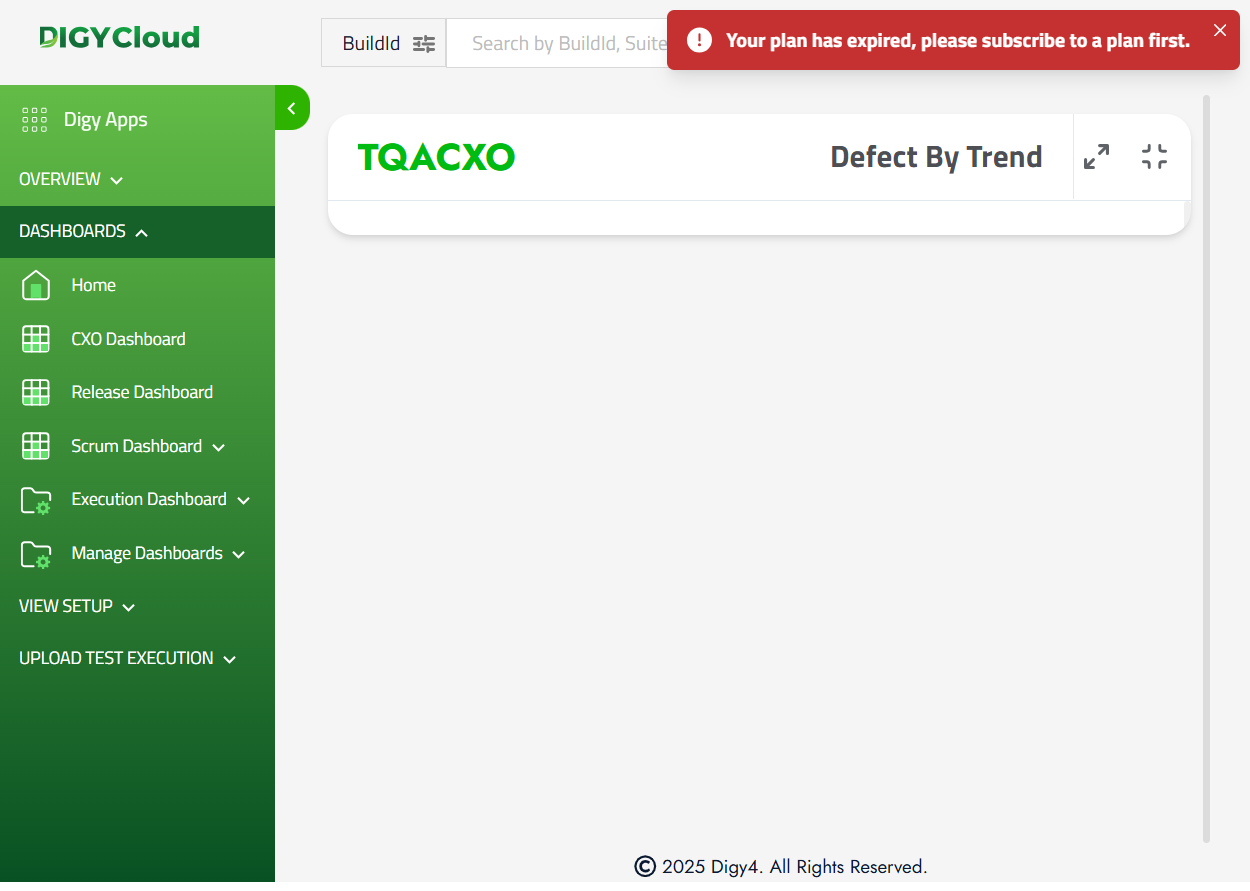 DIGYCloud
BuildId
Search by BuildId, Suite
Your plan has expired, please subscribe to a plan first.
Digy Apps
OVERVIEW
DASHBOARDS
Home
CXO Dashboard
Release Dashboard
Scrum Dashboard
Execution Dashboard
Manage Dashboards
VIEW SETUP
UPLOAD TEST EXECUTION
TQACXO
Defect By Trend
© 2025 Digy4. All Rights Reserved.